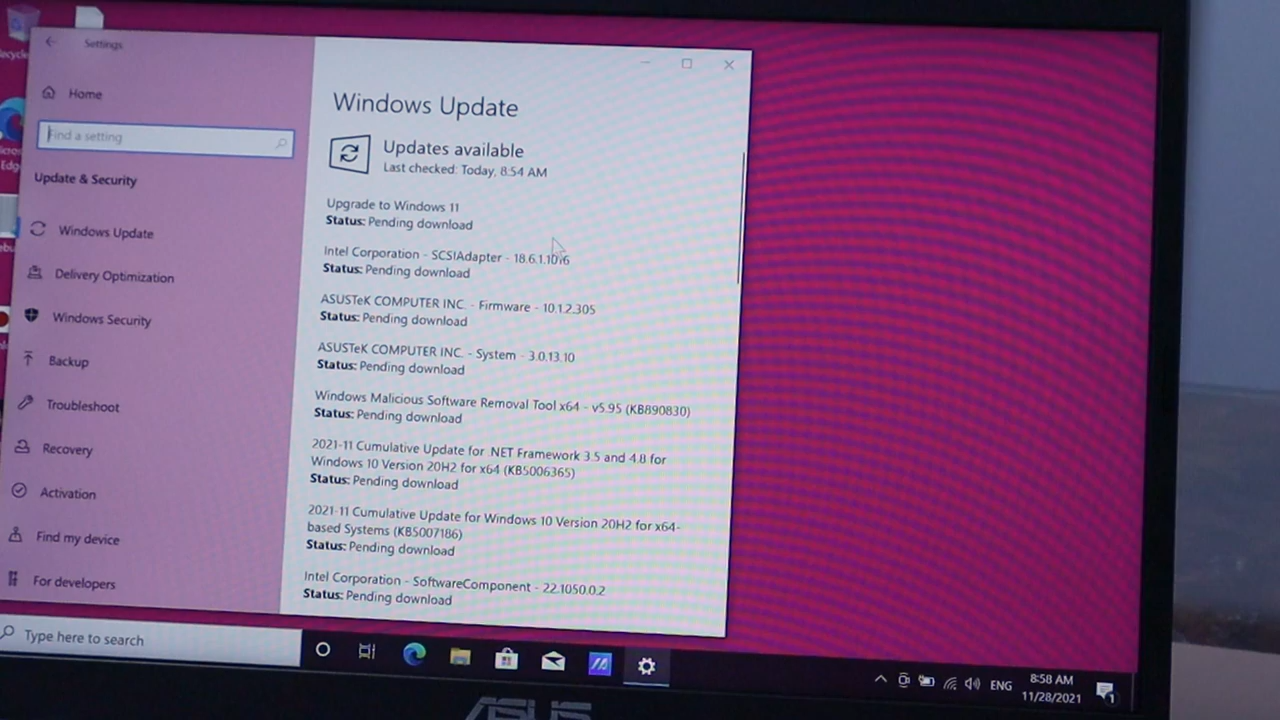 Settings
Home
Find a setting
Update & Security
Windows Update
Delivery Optimization
Windows Security
Backup
Troubleshoot
Recovery
Activation
Find my device
For developers
Windows Update
Updates available
Last checked: Today, 8:54 AM
Upgrade to Windows 11
Status: Pending download
Intel Corporation - SCSIAdapter - 18.6.1.1016
Status: Pending download
ASUSTeK COMPUTER INC. - Firmware - 10.1.2.305
Status: Pending download
ASUSTeK COMPUTER INC. - System - 3.0.13.10
Status: Pending download
Windows Malicious Software Removal Tool x64 - v5.95 (KB890830)
Status: Pending download
2021-11 Cumulative Update for .NET Framework 3.5 and 4.8 for
Windows 10 Version 20H2 for x64 (KB5006365)
Status: Pending download
2021-11 Cumulative Update for Windows 10 Version 20H2 for x64-
based Systems (KB5007186)
Status: Pending download
Intel Corporation - SoftwareComponent - 22.1050.0.2
Status: Pending download
Type here to search
ENG
8:58 AM
11/28/2021
1
ASUS